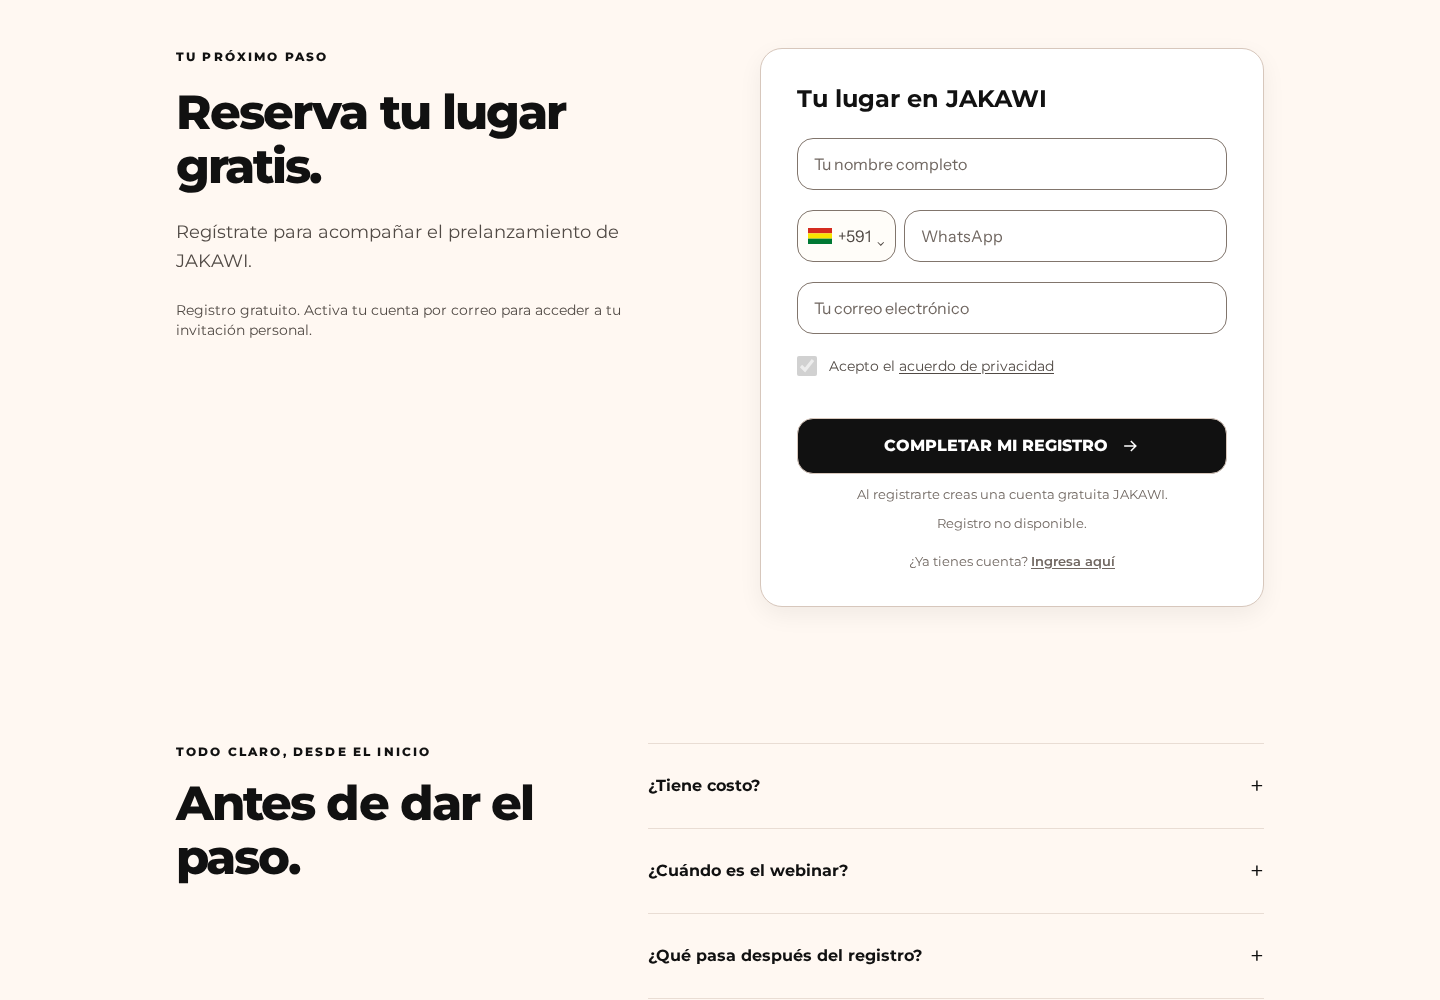 TU PRÓXIMO PASO
Reserva tu lugar
gratis.
Regístrate para acompañar el prelanzamiento de
JAKAWI.
Registro gratuito. Activa tu cuenta por correo para acceder a tu
invitación personal.
Tu lugar en JAKAWI
Tu nombre completo
+591
WhatsApp
Tu correo electrónico
Acepto el acuerdo de privacidad
COMPLETAR MI REGISTRO →
Al registrarte creas una cuenta gratuita JAKAWI.
Registro no disponible.
¿Ya tienes cuenta? Ingresa aquí
TODO CLARO, DESDE EL INICIO
Antes de dar el
paso.
¿Tiene costo? +
¿Cuándo es el webinar? +
¿Qué pasa después del registro? +